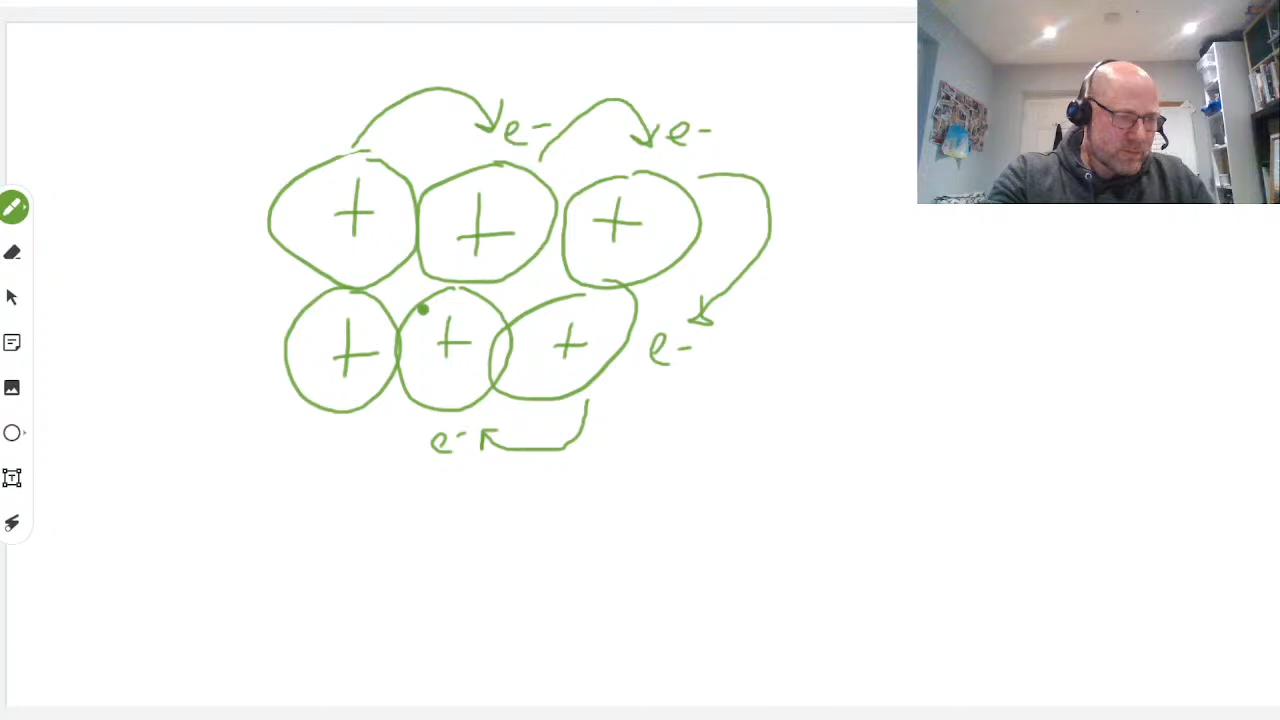 e- e-
+ + +
+ + +
e-
e-